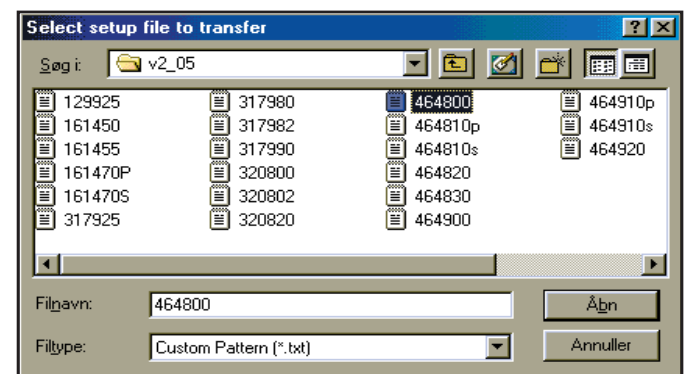 Select setup file to transfer
Søg i: v2_05
129925 317980 464800 464910p
161450 317982 464810p 464910s
161455 317990 464810s 464920
161470P 320800 464820
161470S 320802 464830
317925 320820 464900
Filnavn: 464800 Åbn
Filtype: Custom Pattern (*.txt) Annuller